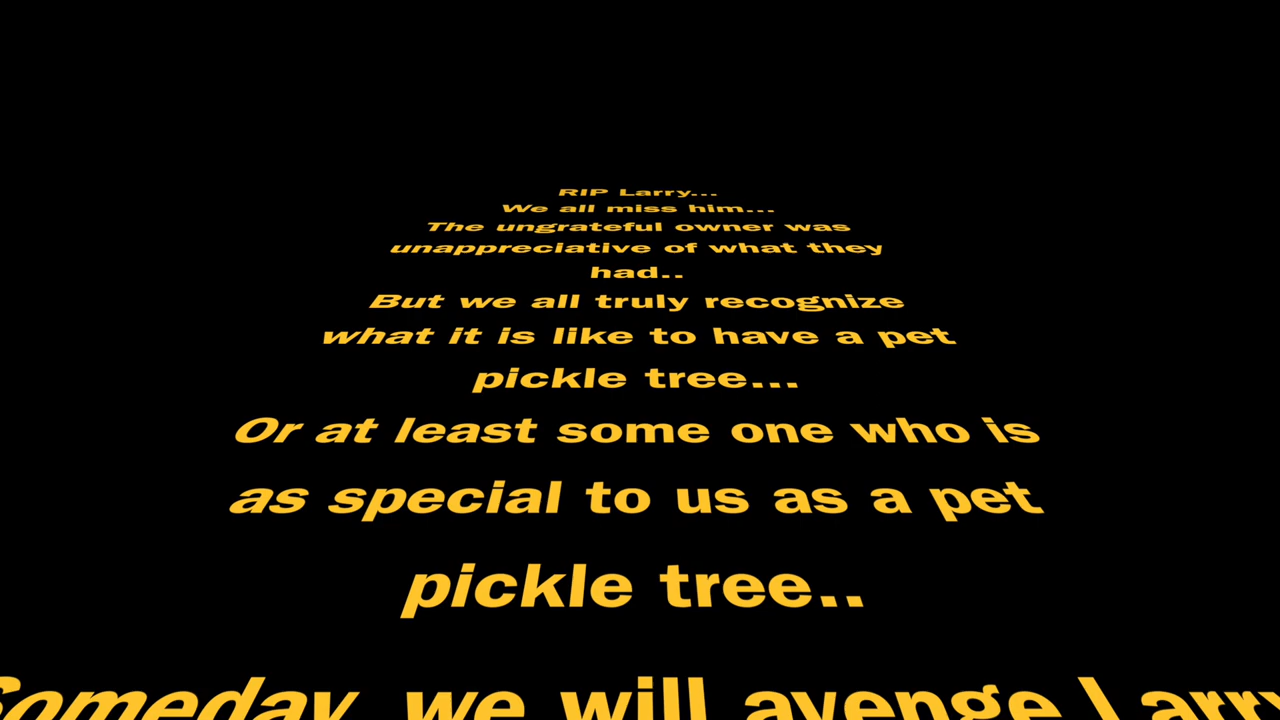 RIP Larry...
We all miss him...
The ungrateful owner was
unappreciative of what they
had..
But we all truly recognize
what it is like to have a pet
pickle tree...
Or at least some one who is
as special to us as a pet
pickle tree..
Someday, we will avenge Larry